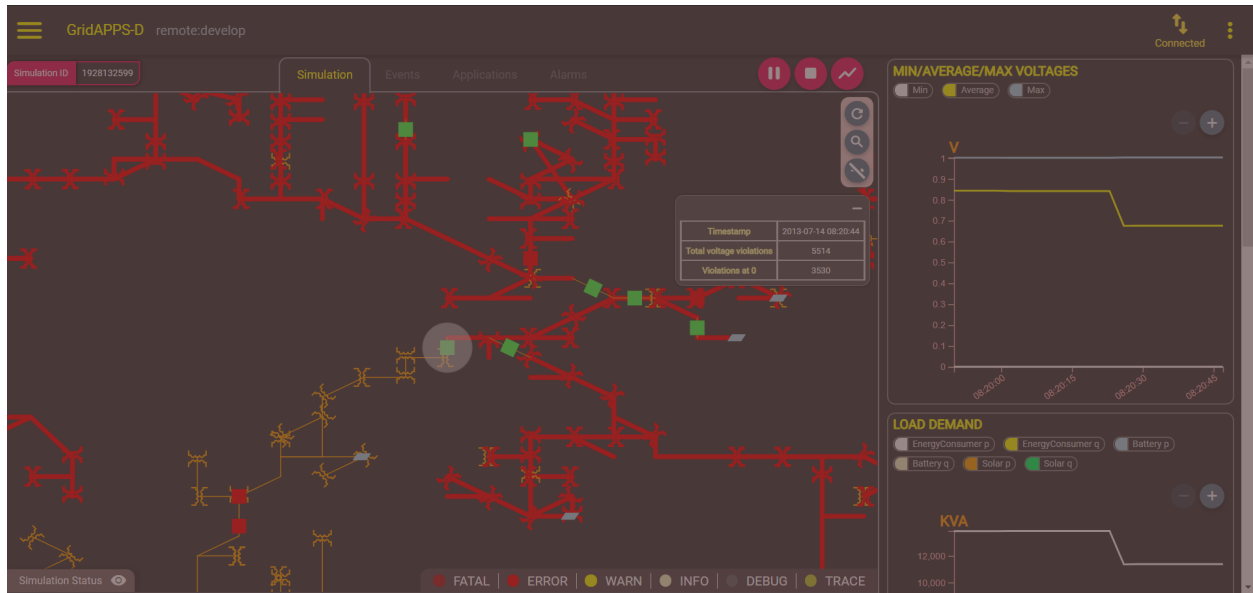 GridAPPS-D remote:develop
Connected
Simulation ID 1928132599
Simulation Events Applications Alarms
MIN/AVERAGE/MAX VOLTAGES
Min Average Max
V
1
0.9
0.8
0.7
0.6
0.5
0.4
0.3
0.2
0.1
0
08:20:00 08:20:15 08:20:30 08:20:45
Timestamp 2013-07-14 08:20:44
Total voltage violations 5514
Violations at 0 3530
LOAD DEMAND
EnergyConsumer p EnergyConsumer q Battery p
Battery q Solar p Solar q
KVA
12,000
10,000
Simulation Status
FATAL ERROR WARN INFO DEBUG TRACE